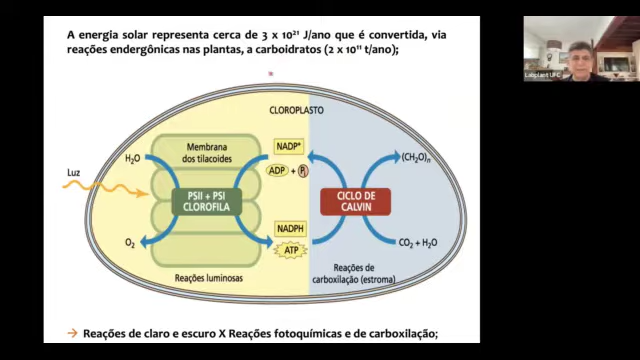 A energia solar representa cerca de 3 x 10²¹ J/ano que é convertida, via
reações endergônicas nas plantas, a carboidratos (2 x 10¹¹ t/ano);
Labplant UFC
CLOROPLASTO
Membrana
dos tilacoides
H₂O
NADP⁺
(CH₂O)ₙ
ADP + Pᵢ
Luz
PSII + PSI
CLOROFILA
CICLO DE
CALVIN
NADPH
O₂
ATP
CO₂ + H₂O
Reações luminosas
Reações de
carboxilação (estroma)
→ Reações de claro e escuro X Reações fotoquímicas e de carboxilação;